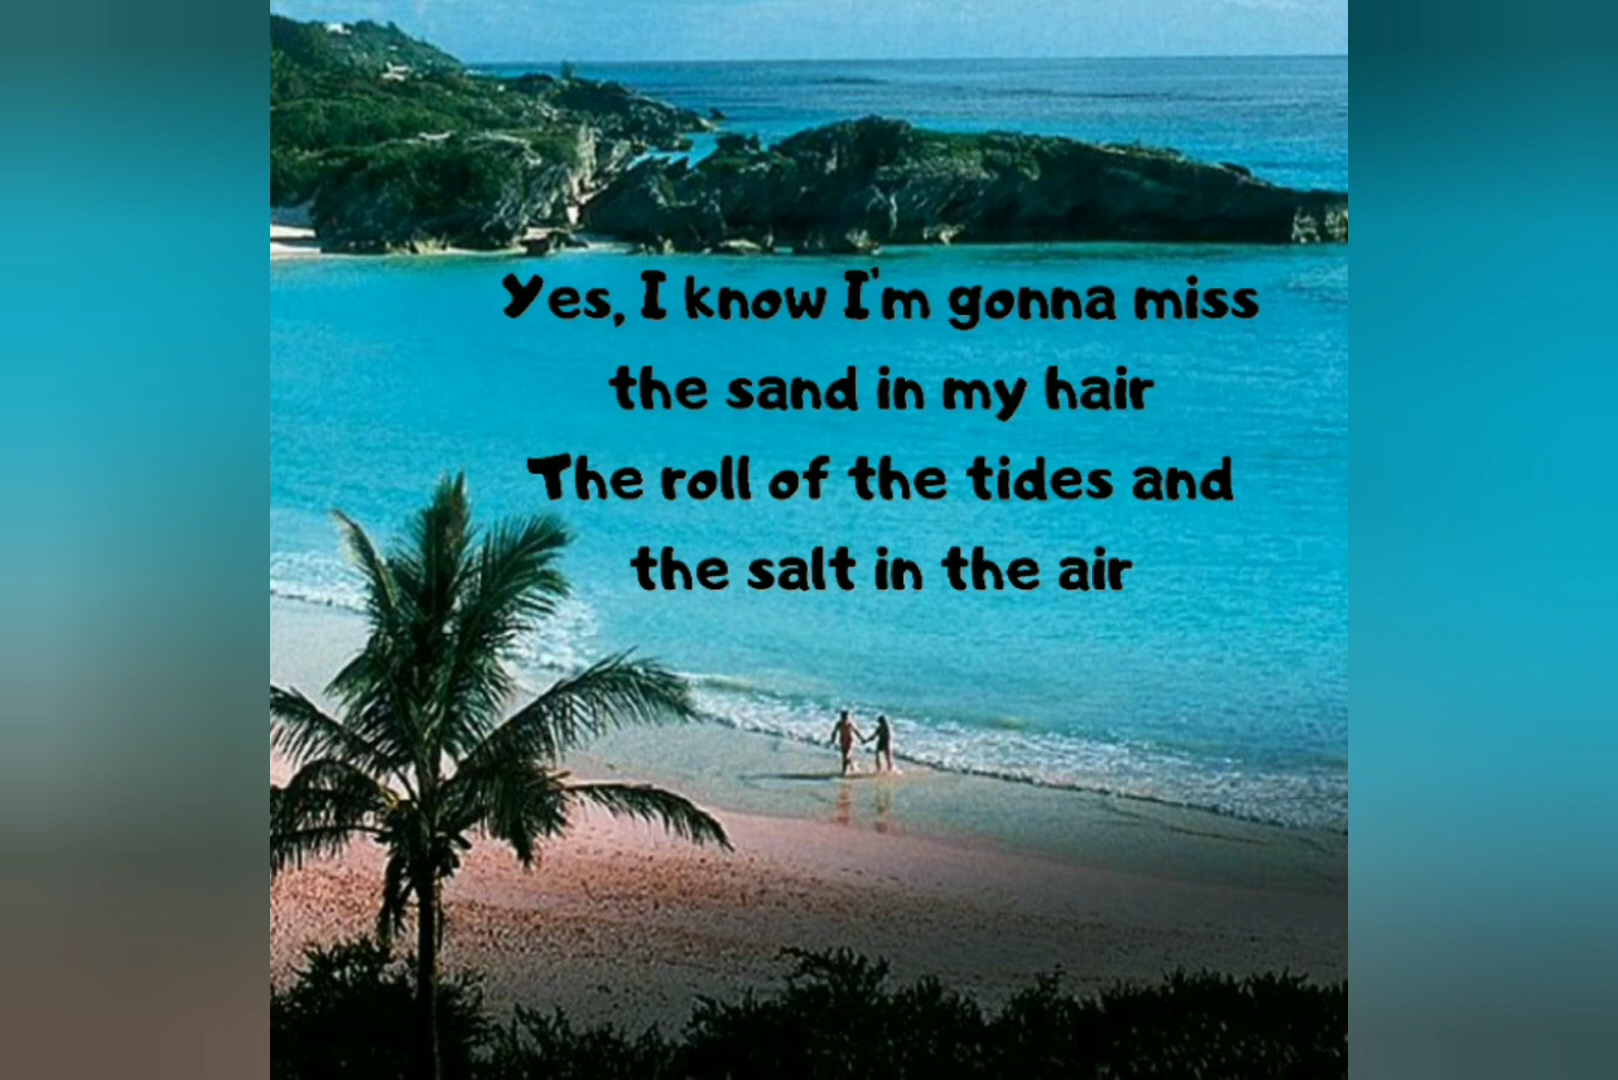 Yes, I know I'm gonna miss
the sand in my hair
The roll of the tides and
the salt in the air